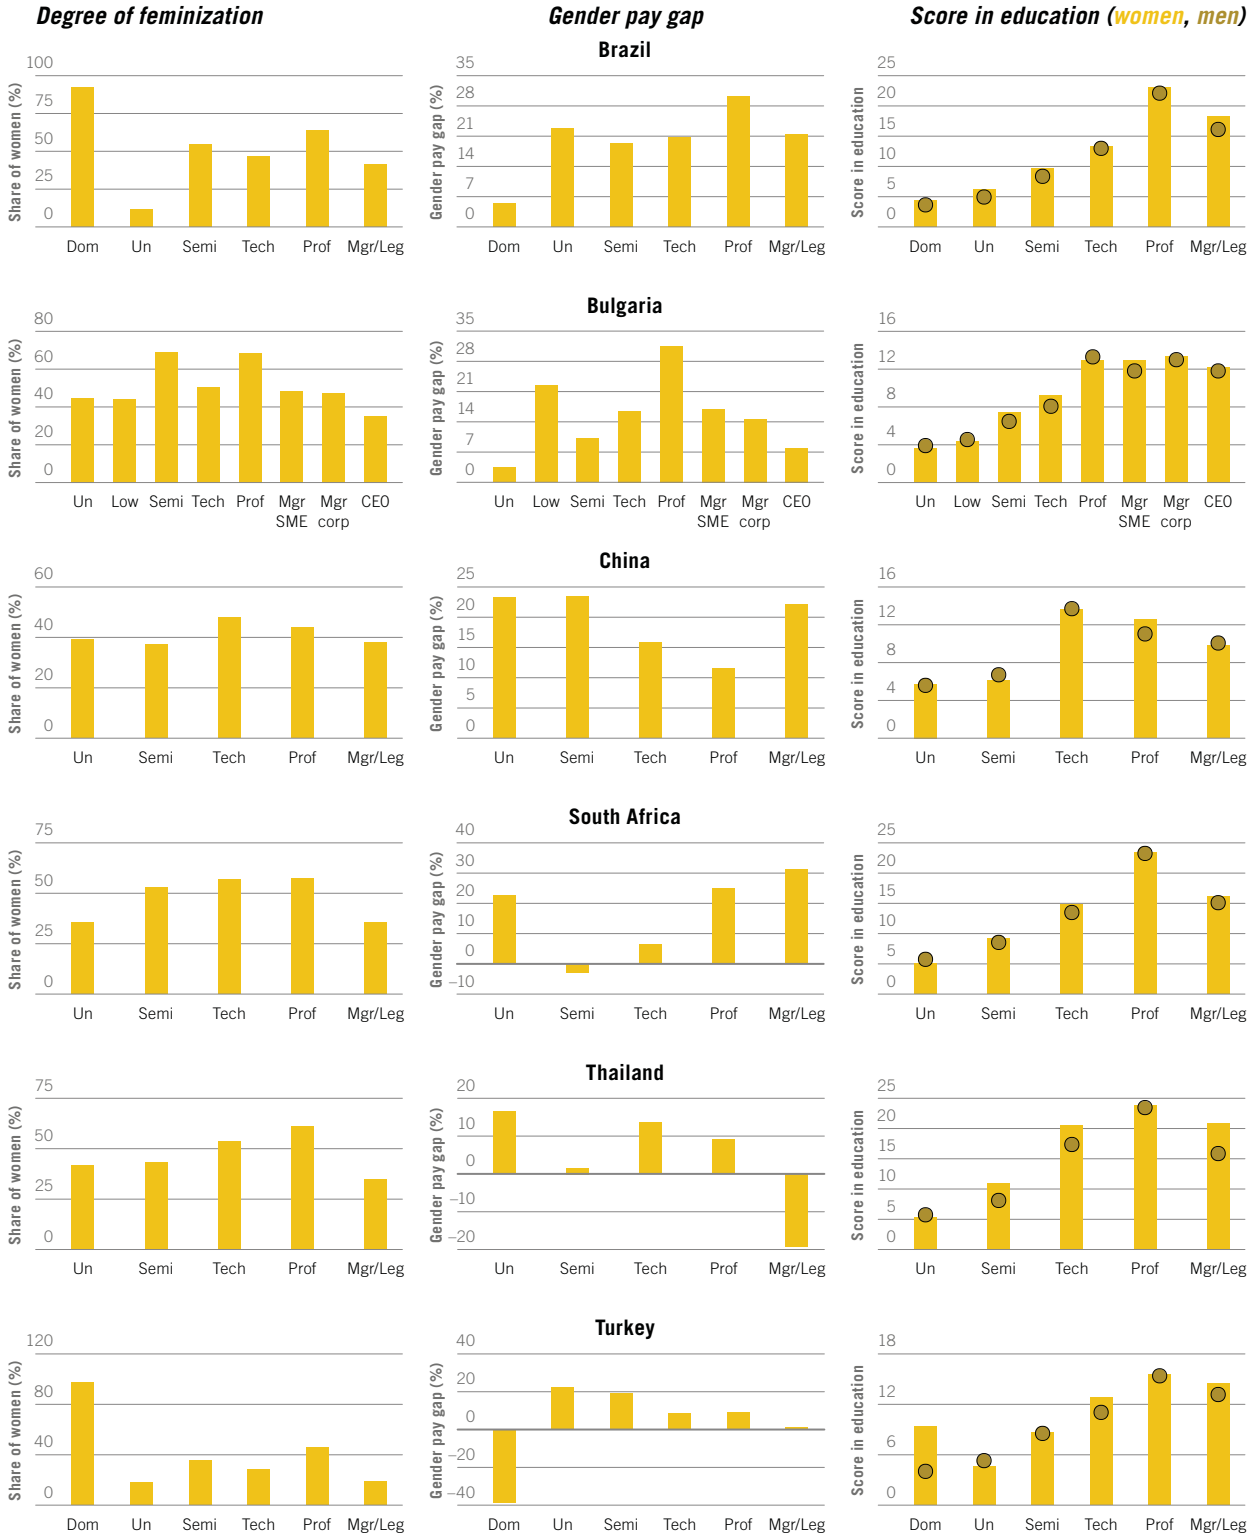 Degree of feminization
Gender pay gap
Score in education (women, men)
Brazil
Share of women (%)
100
75
50
25
0
Dom Un Semi Tech Prof Mgr/Leg
Gender pay gap (%)
35
28
21
14
7
0
Dom Un Semi Tech Prof Mgr/Leg
Score in education
25
20
15
10
5
0
Dom Un Semi Tech Prof Mgr/Leg
Bulgaria
Share of women (%)
80
60
40
20
0
Un Low Semi Tech Prof Mgr SME Mgr corp CEO
Gender pay gap (%)
35
28
21
14
7
0
Un Low Semi Tech Prof Mgr SME Mgr corp CEO
Score in education
16
12
8
4
0
Un Low Semi Tech Prof Mgr SME Mgr corp CEO
China
Share of women (%)
60
40
20
0
Un Semi Tech Prof Mgr/Leg
Gender pay gap (%)
25
20
15
10
5
0
Un Semi Tech Prof Mgr/Leg
Score in education
16
12
8
4
0
Un Semi Tech Prof Mgr/Leg
South Africa
Share of women (%)
75
50
25
0
Un Semi Tech Prof Mgr/Leg
Gender pay gap (%)
40
30
20
10
0
–10
Un Semi Tech Prof Mgr/Leg
Score in education
25
20
15
10
5
0
Un Semi Tech Prof Mgr/Leg
Thailand
Share of women (%)
75
50
25
0
Un Semi Tech Prof Mgr/Leg
Gender pay gap (%)
20
10
0
–10
–20
Un Semi Tech Prof Mgr/Leg
Score in education
25
20
15
10
5
0
Un Semi Tech Prof Mgr/Leg
Turkey
Share of women (%)
120
80
40
0
Dom Un Semi Tech Prof Mgr/Leg
Gender pay gap (%)
40
20
0
–20
–40
Dom Un Semi Tech Prof Mgr/Leg
Score in education
18
12
6
0
Dom Un Semi Tech Prof Mgr/Leg